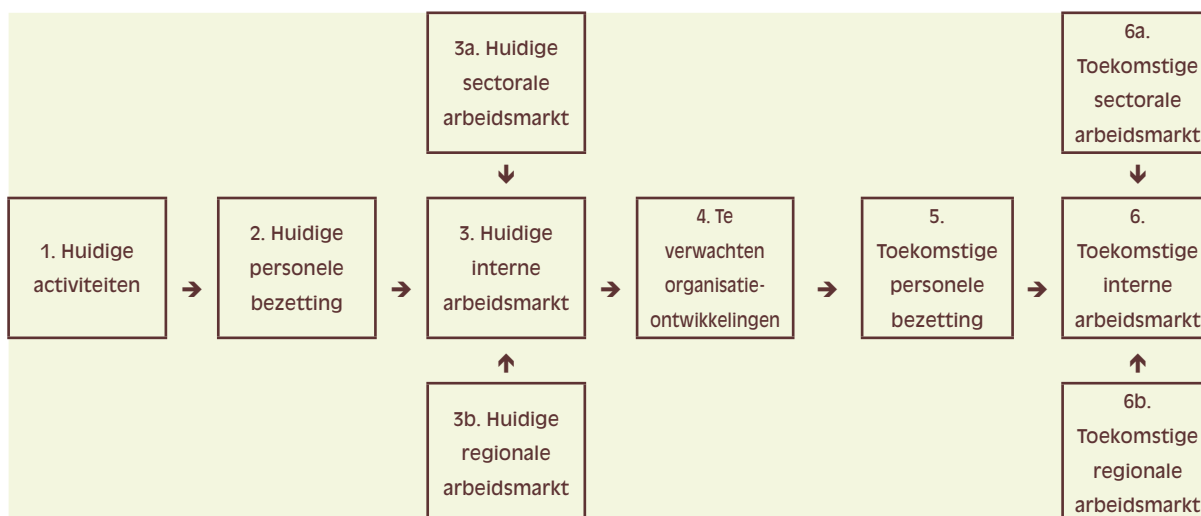 3a. Huidige
sectorale
arbeidsmarkt
6a.
Toekomstige
sectorale
arbeidsmarkt
1. Huidige
activiteiten
2. Huidige
personele
bezetting
3. Huidige
interne
arbeidsmarkt
4. Te
verwachten
organisatie-
ontwikkelingen
5.
Toekomstige
personele
bezetting
6.
Toekomstige
interne
arbeidsmarkt
3b. Huidige
regionale
arbeidsmarkt
6b.
Toekomstige
regionale
arbeidsmarkt